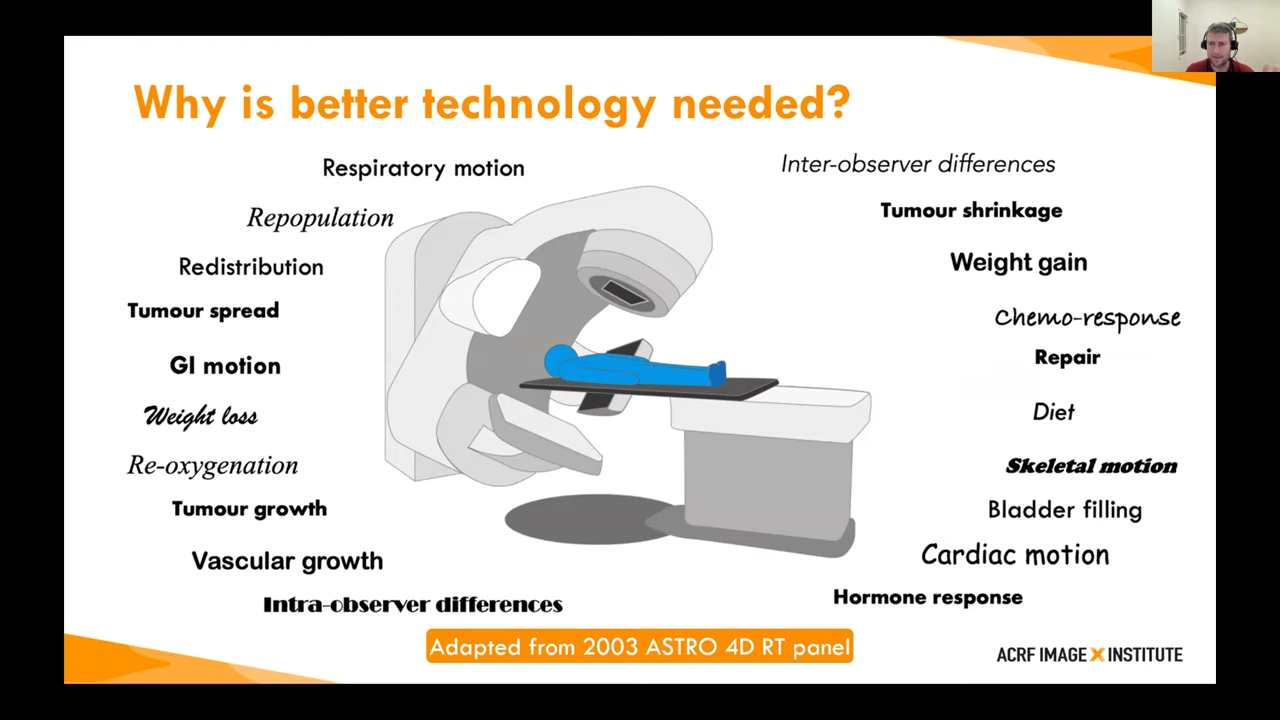 Why is better technology needed?
Respiratory motion
Repopulation
Redistribution
Tumour spread
GI motion
Weight loss
Re-oxygenation
Tumour growth
Vascular growth
Intra-observer differences
Inter-observer differences
Tumour shrinkage
Weight gain
Chemo-response
Repair
Diet
Skeletal motion
Bladder filling
Cardiac motion
Hormone response
Adapted from 2003 ASTRO 4D RT panel
ACRF IMAGE X INSTITUTE